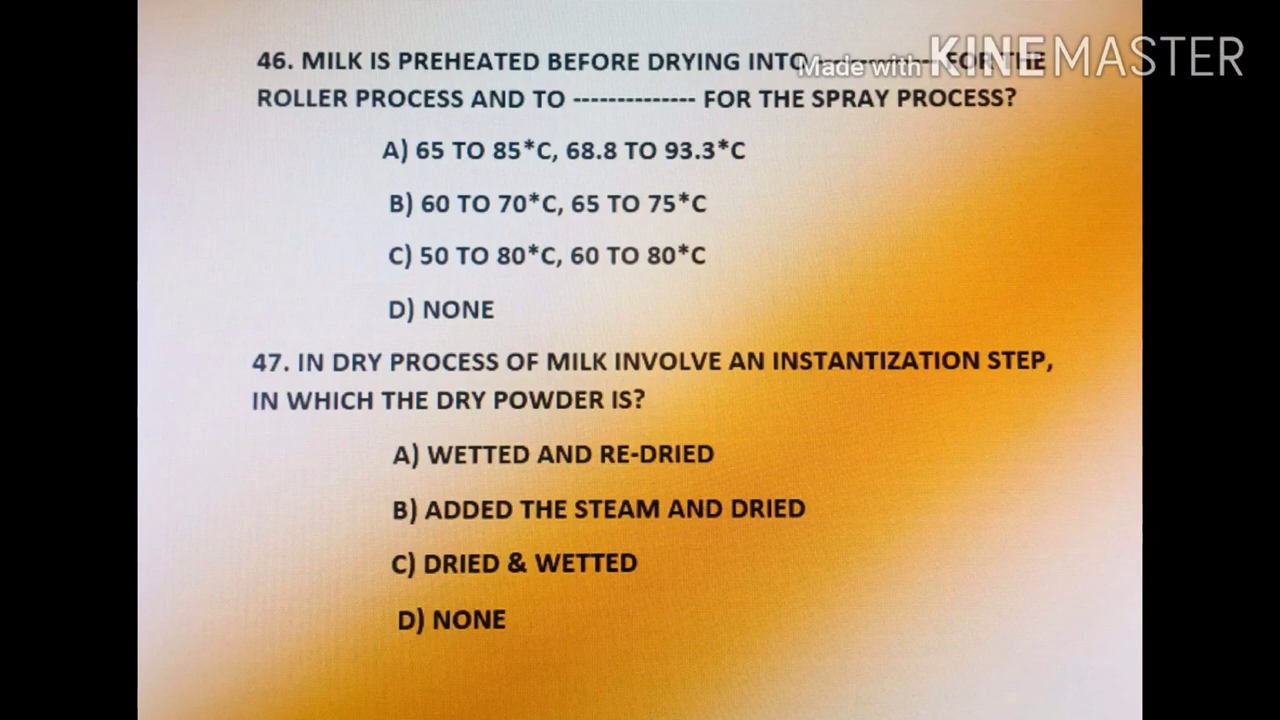 46. MILK IS PREHEATED BEFORE DRYING INTO -------------- FOR THE
Made with KINEMASTER
ROLLER PROCESS AND TO -------------- FOR THE SPRAY PROCESS?
A) 65 TO 85*C, 68.8 TO 93.3*C
B) 60 TO 70*C, 65 TO 75*C
C) 50 TO 80*C, 60 TO 80*C
D) NONE
47. IN DRY PROCESS OF MILK INVOLVE AN INSTANTIZATION STEP,
IN WHICH THE DRY POWDER IS?
A) WETTED AND RE-DRIED
B) ADDED THE STEAM AND DRIED
C) DRIED & WETTED
D) NONE